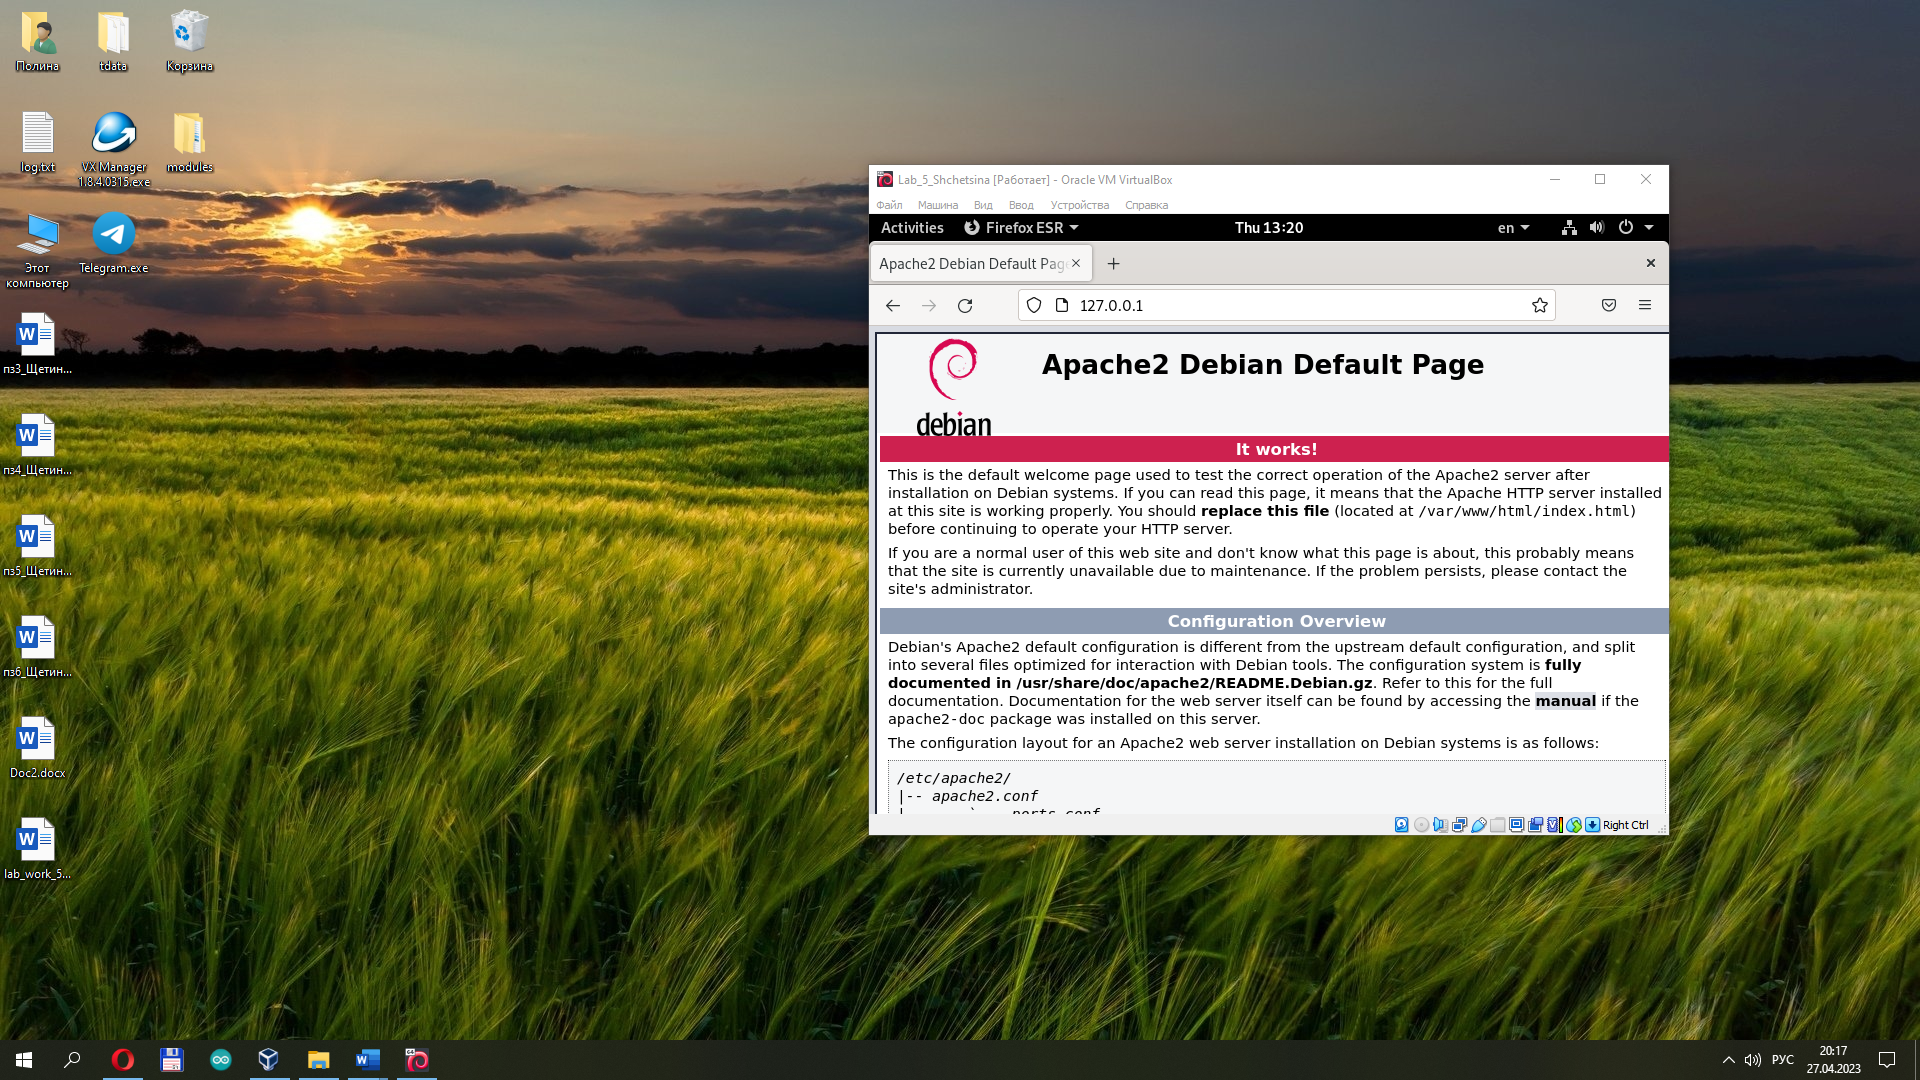 Полина
tdata
Корзина
log.txt
VX Manager
1.8.4.0315.exe
modules
Этот
компьютер
Telegram.exe
пз3_Щетин...
пз4_Щетин...
пз5_Щетин...
пз6_Щетин...
Doc2.docx
lab_work_5...
Lab_5_Shchetsina [Работает] - Oracle VM VirtualBox
Файл Машина Вид Ввод Устройства Справка
Activities Firefox ESR Thu 13:20 en
Apache2 Debian Default Pag
127.0.0.1
debian
Apache2 Debian Default Page
It works!
This is the default welcome page used to test the correct operation of the Apache2 server after
installation on Debian systems. If you can read this page, it means that the Apache HTTP server installed
at this site is working properly. You should replace this file (located at /var/www/html/index.html)
before continuing to operate your HTTP server.
If you are a normal user of this web site and don't know what this page is about, this probably means
that the site is currently unavailable due to maintenance. If the problem persists, please contact the
site's administrator.
Configuration Overview
Debian's Apache2 default configuration is different from the upstream default configuration, and split
into several files optimized for interaction with Debian tools. The configuration system is fully
documented in /usr/share/doc/apache2/README.Debian.gz. Refer to this for the full
documentation. Documentation for the web server itself can be found by accessing the manual if the
apache2-doc package was installed on this server.
The configuration layout for an Apache2 web server installation on Debian systems is as follows:
/etc/apache2/
|-- apache2.conf
|       `--  ports.conf
Right Ctrl
РУС
20:17
27.04.2023